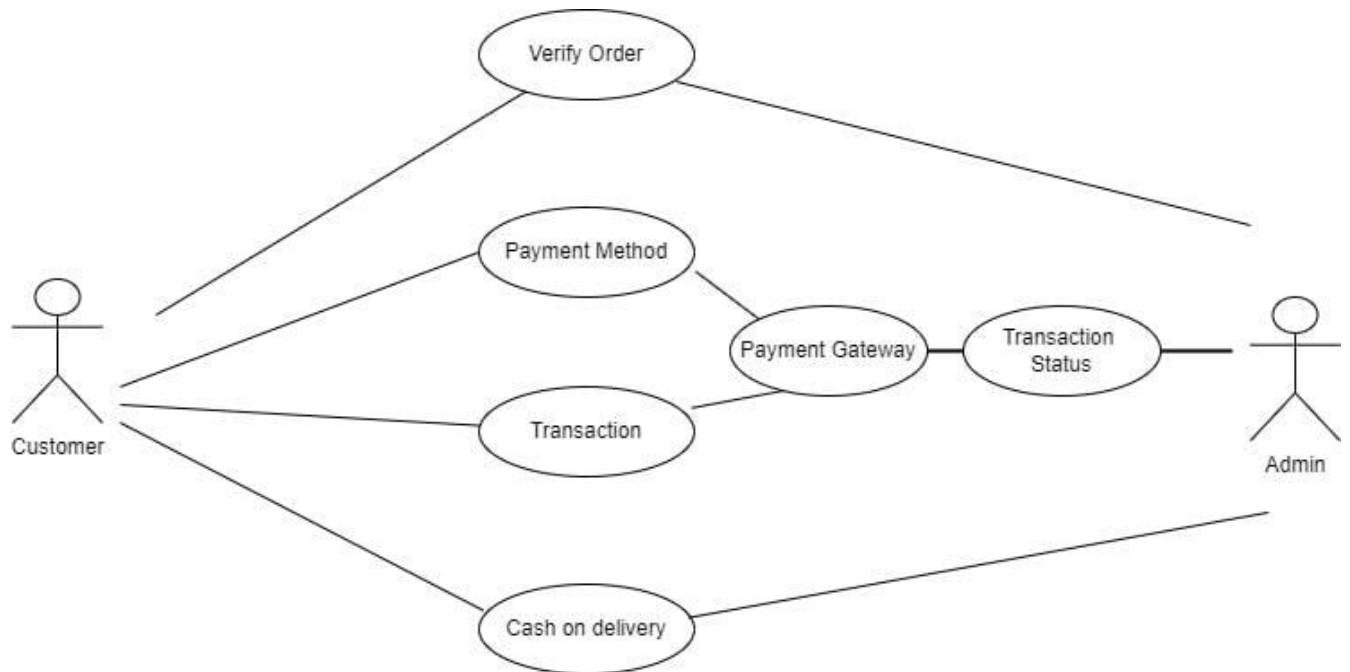 Verify Order
Payment Method
Payment Gateway
Transaction
Status
Transaction
Customer
Admin
Cash on delivery